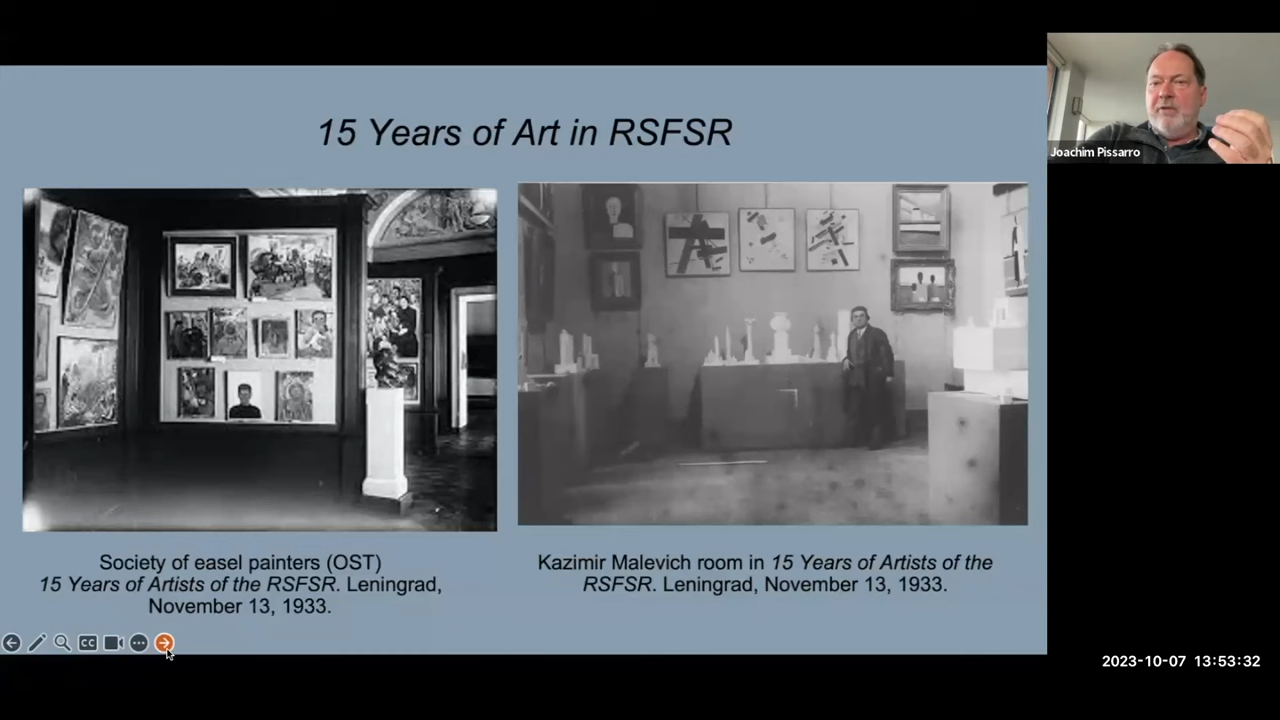 15 Years of Art in RSFSR
Joachim Pissarro
Society of easel painters (OST)
15 Years of Artists of the RSFSR. Leningrad,
November 13, 1933.
Kazimir Malevich room in 15 Years of Artists of the
RSFSR. Leningrad, November 13, 1933.
CC
2023-10-07 13:53:32